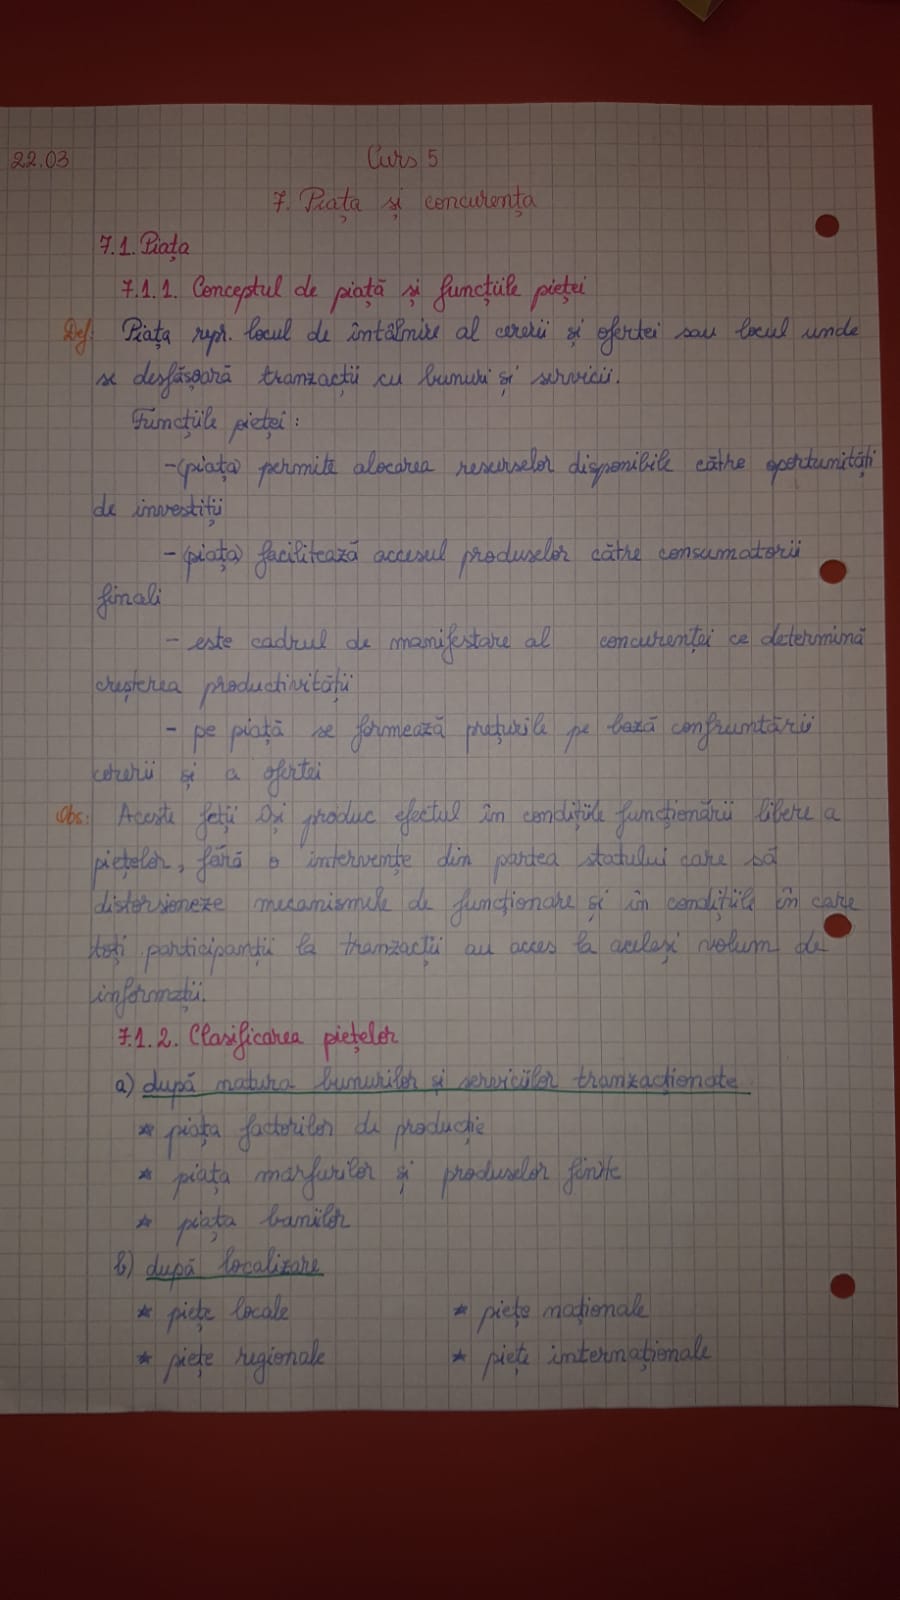 22.03 Curs 5
7. Piața și concurența
7.1. Piața
7.1.1. Conceptul de piață și funcțiile pieței
Def: Piața repr. locul de întâlnire al cererii și ofertei sau locul unde
se desfășoară tranzacții cu bunuri și servicii.
Funcțiile pieței:
-(piața) permite alocarea resurselor disponibile către oportunități
de investiții
-(piața) facilitează accesul produselor către consumatorii
finali
- este cadrul de manifestare al concurenței ce determină
creșterea productivității
- pe piață se formează prețurile pe bază confruntării
cererii și a ofertei
Obs: Aceste fcții își produc efectul în condițiile funcționării libere a
piețelor, fără o intervenție din partea statului care să
distorsioneze mecanismele de funcționare și în condițiile în care
toți participanții la tranzacții au acces la același volum de
informații.
7.1.2. Clasificarea piețelor
a) după natura bunurilor și serviciilor tranzacționate
* piața factorilor de producție
* piața mărfurilor și produselor finite
* piața banilor
b) după localizare
* piețe locale * piețe naționale
* piețe regionale * piețe internaționale